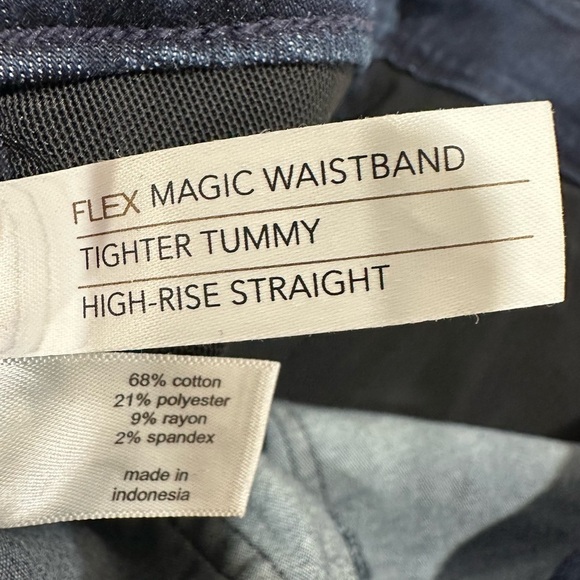 FLEX MAGIC WAISTBAND
TIGHTER TUMMY
HIGH-RISE STRAIGHT
68% cotton
21% polyester
9% rayon
2% spandex
made in
indonesia